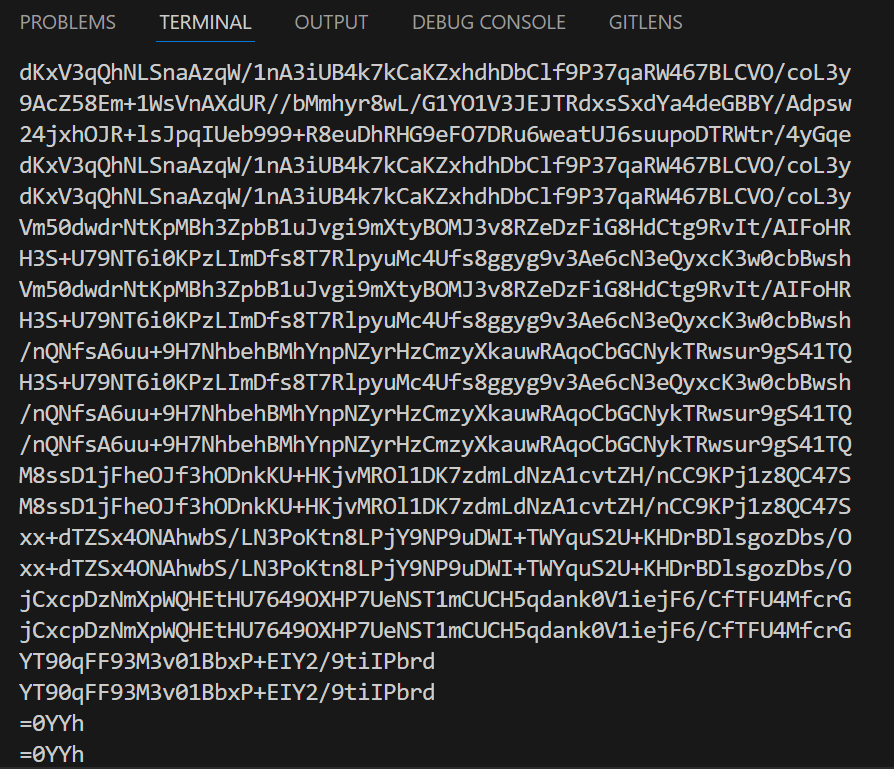 PROBLEMS TERMINAL OUTPUT DEBUG CONSOLE GITLENS
dKxV3qQhNLSnaAzqW/1nA3iUB4k7kCaKZxhdhDbClf9P37qaRW467BLCVO/coL3y
9AcZ58Em+1WsVnAXdUR//bMmhyr8wL/G1YO1V3JEJTRdxsSxdYa4deGBBY/Adpsw
24jxhOJR+lsJpqIUeb999+R8euDhRHG9eFO7DRu6weatUJ6suupoDTRWtr/4yGqe
dKxV3qQhNLSnaAzqW/1nA3iUB4k7kCaKZxhdhDbClf9P37qaRW467BLCVO/coL3y
dKxV3qQhNLSnaAzqW/1nA3iUB4k7kCaKZxhdhDbClf9P37qaRW467BLCVO/coL3y
Vm50dwdrNtKpMBh3ZpbB1uJvgi9mXtyBOMJ3v8RZeDzFiG8HdCtg9RvIt/AIFoHR
H3S+U79NT6i0KPzLImDfs8T7RlpyuMc4Ufs8ggyg9v3Ae6cN3eQyxcK3w0cbBwsh
Vm50dwdrNtKpMBh3ZpbB1uJvgi9mXtyBOMJ3v8RZeDzFiG8HdCtg9RvIt/AIFoHR
H3S+U79NT6i0KPzLImDfs8T7RlpyuMc4Ufs8ggyg9v3Ae6cN3eQyxcK3w0cbBwsh
/nQNfsA6uu+9H7NhbehBMhYnpNZyrHzCmzyXkauwRAqoCbGCNykTRwsur9gS41TQ
H3S+U79NT6i0KPzLImDfs8T7RlpyuMc4Ufs8ggyg9v3Ae6cN3eQyxcK3w0cbBwsh
/nQNfsA6uu+9H7NhbehBMhYnpNZyrHzCmzyXkauwRAqoCbGCNykTRwsur9gS41TQ
/nQNfsA6uu+9H7NhbehBMhYnpNZyrHzCmzyXkauwRAqoCbGCNykTRwsur9gS41TQ
M8ssD1jFheOJf3hODnkKU+HKjvMROl1DK7zdmLdNzA1cvtZH/nCC9KPj1z8QC47S
M8ssD1jFheOJf3hODnkKU+HKjvMROl1DK7zdmLdNzA1cvtZH/nCC9KPj1z8QC47S
xx+dTZSx4ONAhwbS/LN3PoKtn8LPjY9NP9uDWI+TWYquS2U+KHDrBDlsgozDbs/O
xx+dTZSx4ONAhwbS/LN3PoKtn8LPjY9NP9uDWI+TWYquS2U+KHDrBDlsgozDbs/O
jCxcpDzNmXpWQHEtHU7649OXHP7UeNST1mCUCH5qdank0V1iejF6/CfTFU4MfcrG
jCxcpDzNmXpWQHEtHU7649OXHP7UeNST1mCUCH5qdank0V1iejF6/CfTFU4MfcrG
YT90qFF93M3v01BbxP+EIY2/9tiIPbrd
YT90qFF93M3v01BbxP+EIY2/9tiIPbrd
=0YYh
=0YYh